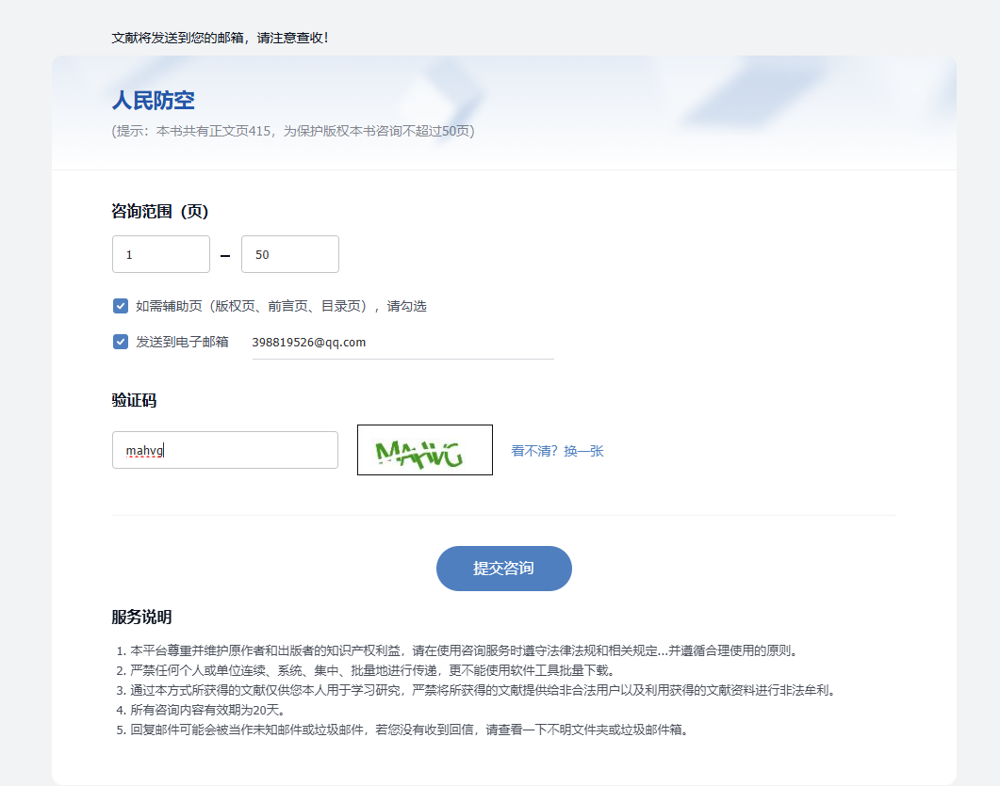 文献将发送到您的邮箱，请注意查收！
人民防空
(提示：本书共有正文页415，为保护版权本书咨询不超过50页)
咨询范围（页）
1 – 50
如需辅助页（版权页、前言页、目录页），请勾选
发送到电子邮箱 398819526@qq.com
验证码
mahvg MAHVG 看不清？换一张
提交咨询
服务说明
1. 本平台尊重并维护原作者和出版者的知识产权利益，请在使用咨询服务时遵守法律法规和相关规定...并遵循合理使用的原则。
2. 严禁任何个人或单位连续、系统、集中、批量地进行传递，更不能使用软件工具批量下载。
3. 通过本方式所获得的文献仅供您本人用于学习研究，严禁将所获得的文献提供给非合法用户以及利用获得的文献资料进行非法牟利。
4. 所有咨询内容有效期为20天。
5. 回复邮件可能会被当作未知邮件或垃圾邮件，若您没有收到回信，请查看一下不明文件夹或垃圾邮件箱。